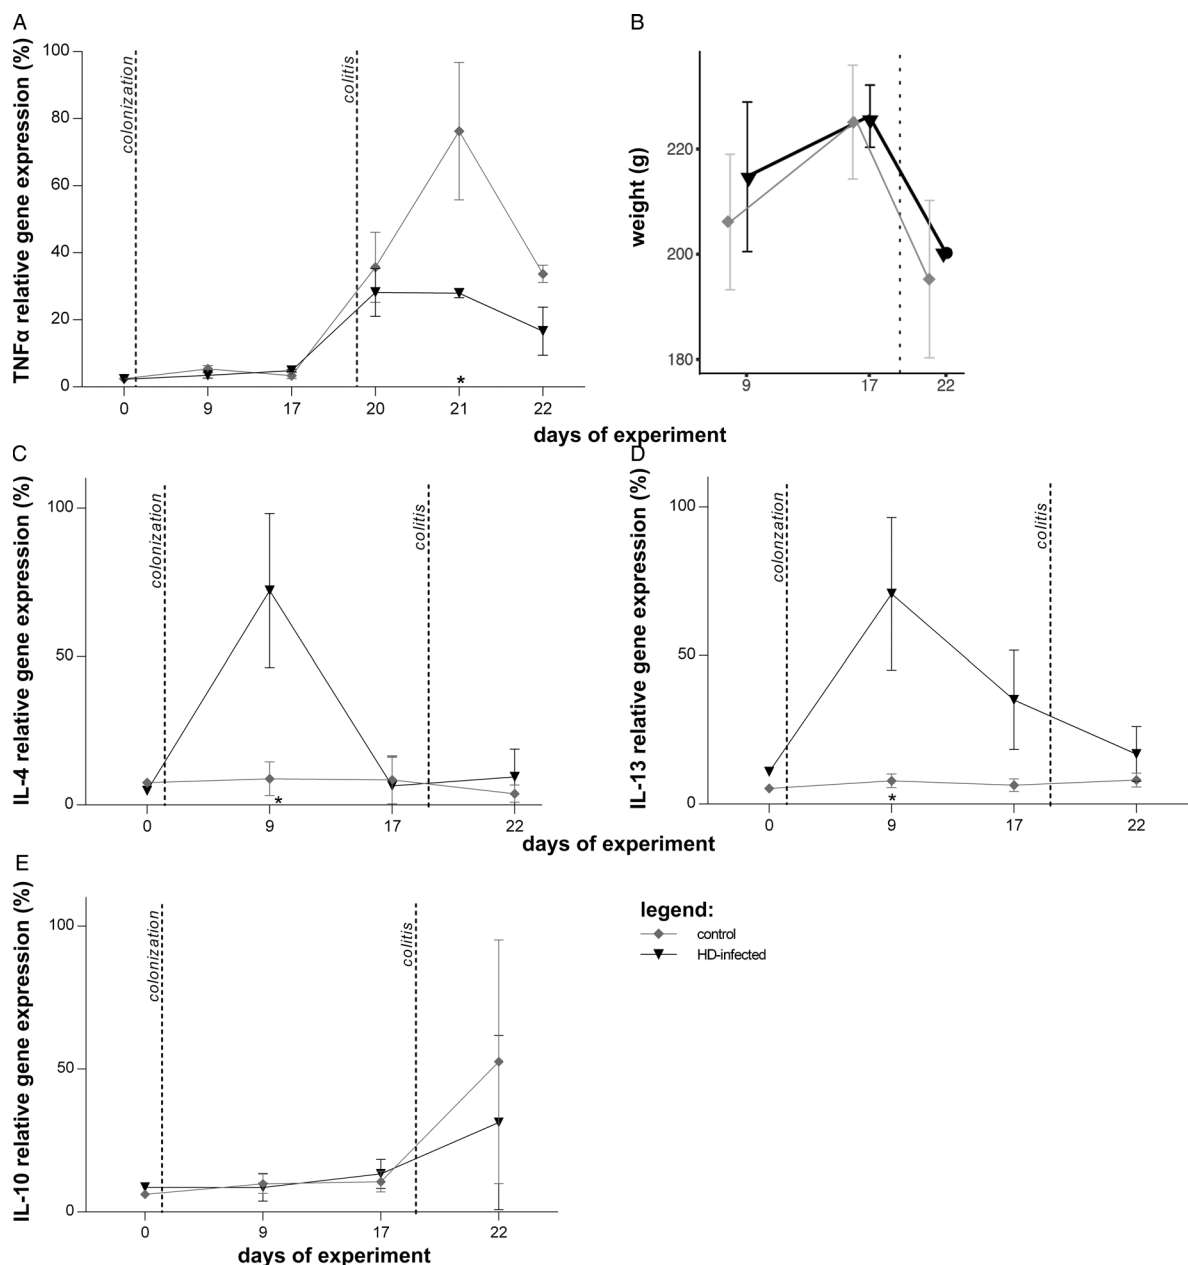 A
TNFα relative gene expression (%)
100
80
60
40
20
0
colonization
colitis
*
0 9 17 20 21 22
B
weight (g)
220
200
180
9 17 22
days of experiment
C
IL-4 relative gene expression (%)
100
50
0
colonization
colitis
*
0 9 17 22
D
IL-13 relative gene expression (%)
100
50
0
colonzation
colitis
*
0 9 17 22
days of experiment
E
IL-10 relative gene expression (%)
100
50
0
colonization
colitis
0 9 17 22
days of experiment
legend:
control
HD-infected